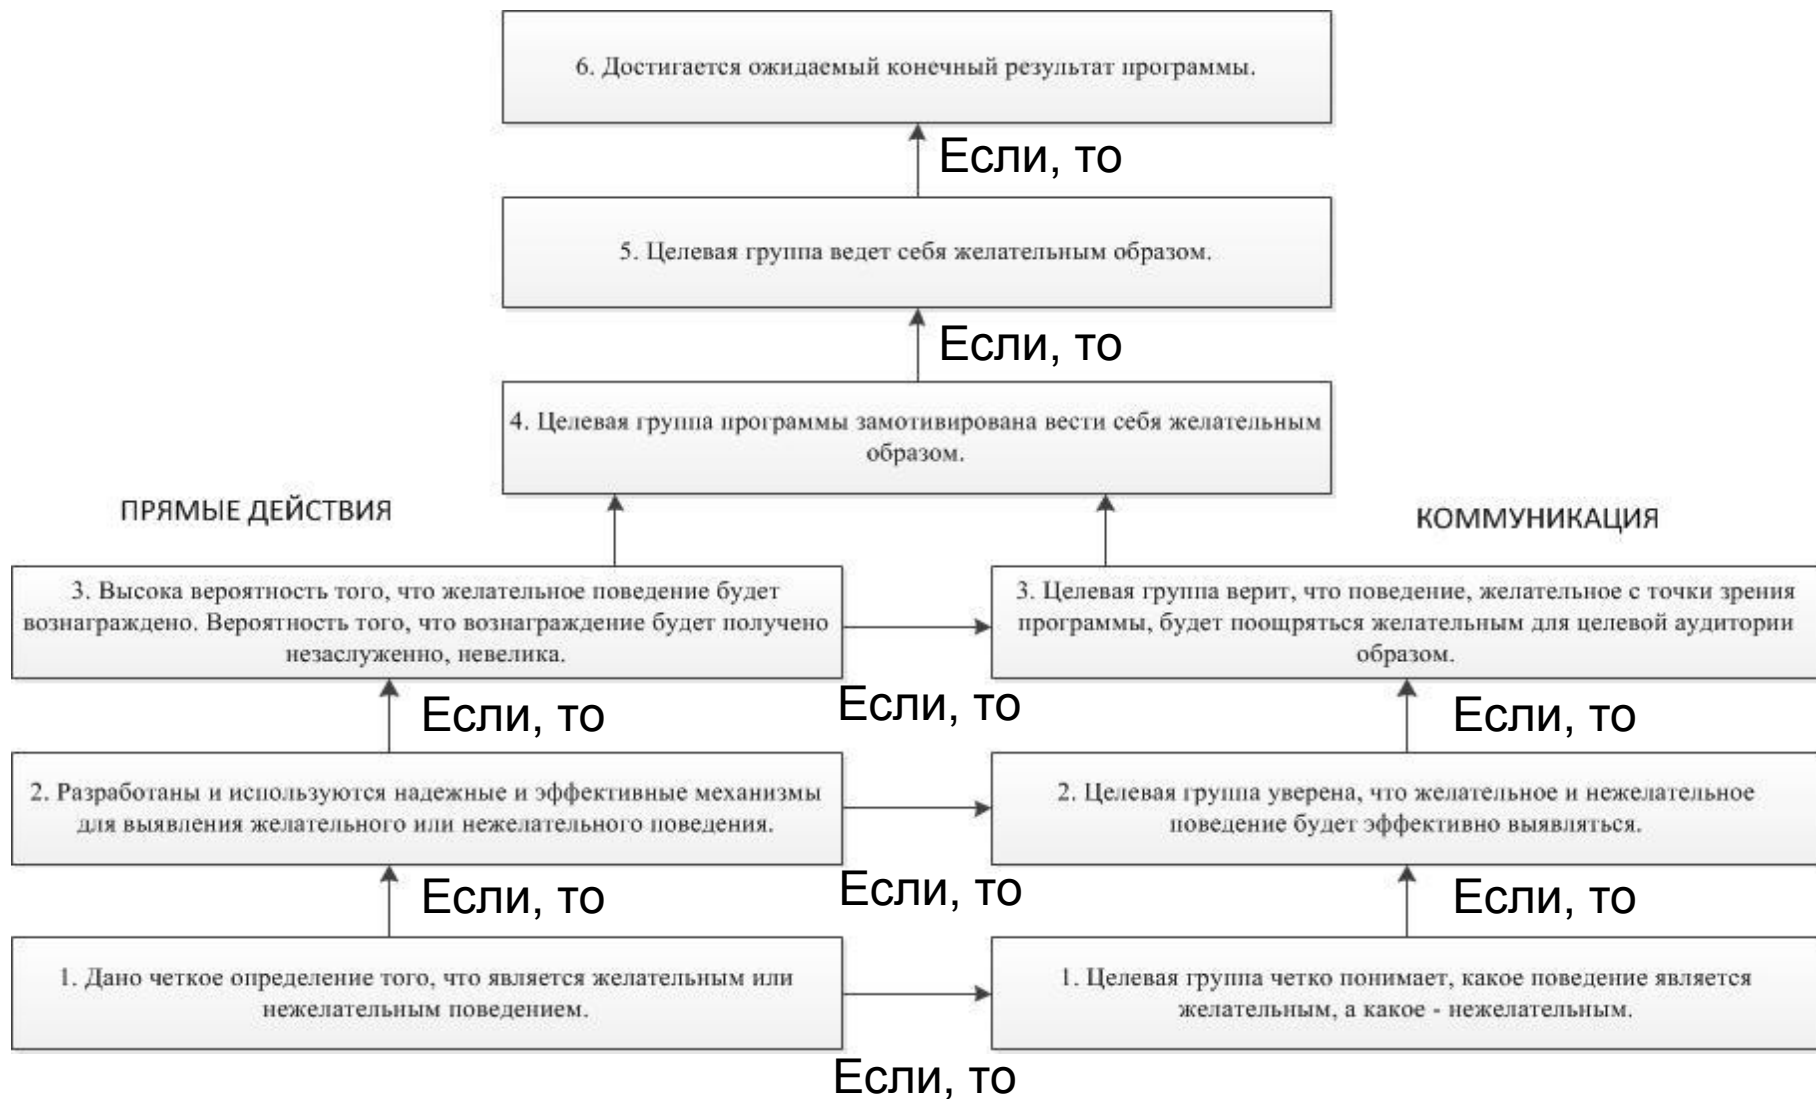 6. Достигается ожидаемый конечный результат программы.
Если, то
5. Целевая группа ведет себя желательным образом.
Если, то
4. Целевая группа программы замотивирована вести себя желательным
образом.
ПРЯМЫЕ ДЕЙСТВИЯ
КОММУНИКАЦИЯ
3. Высока вероятность того, что желательное поведение будет
вознаграждено. Вероятность того, что вознаграждение будет получено
незаслуженно, невелика.
3. Целевая группа верит, что поведение, желательное с точки зрения
программы, будет поощряться желательным для целевой аудитории
образом.
Если, то
Если, то
Если, то
2. Разработаны и используются надежные и эффективные механизмы
для выявления желательного или нежелательного поведения.
2. Целевая группа уверена, что желательное и нежелательное
поведение будет эффективно выявляться.
Если, то
Если, то
Если, то
1. Дано четкое определение того, что является желательным или
нежелательным поведением.
1. Целевая группа четко понимает, какое поведение является
желательным, а какое - нежелательным.
Если, то